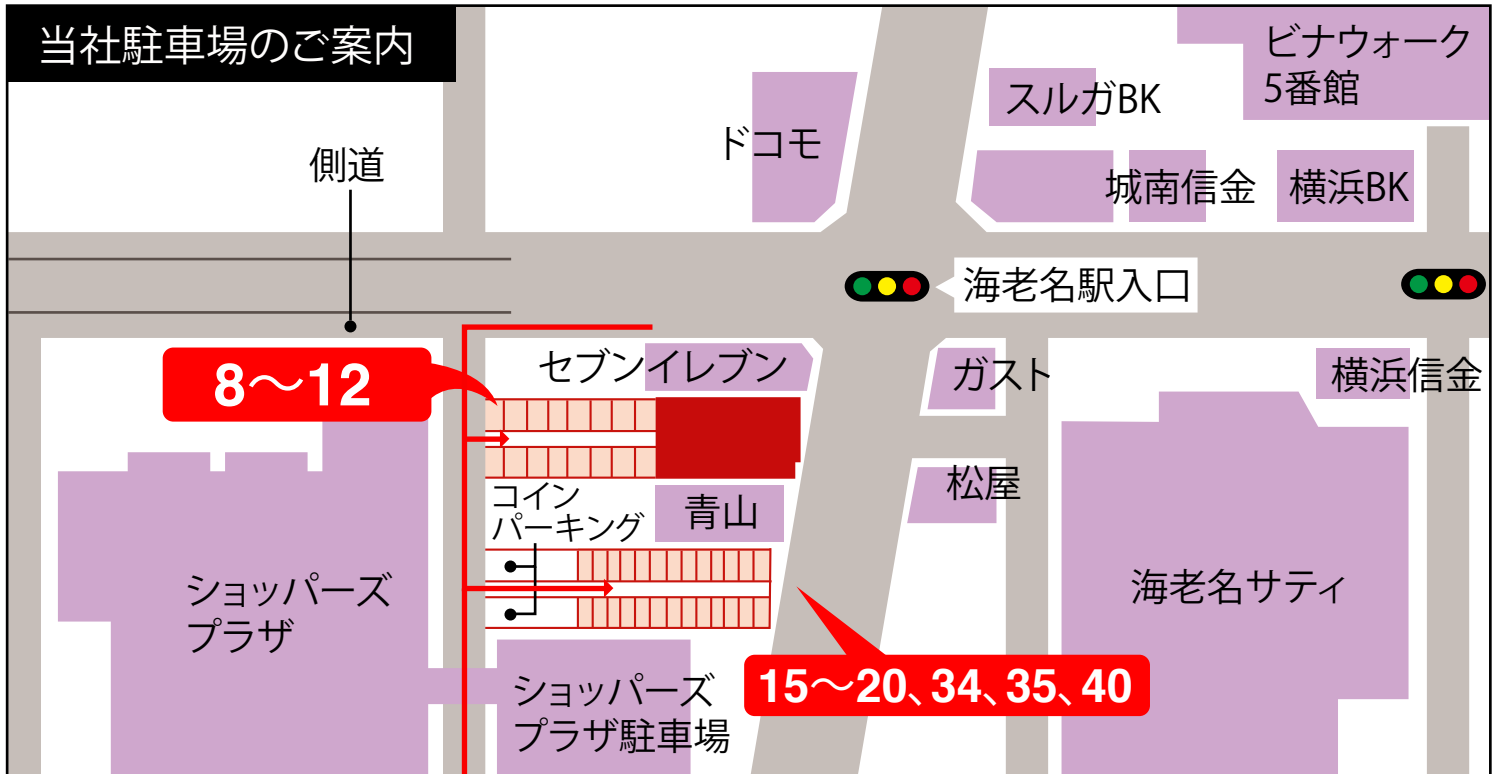 当社駐車場のご案内
ビナウォーク
5番館
スルガBK
ドコモ
側道
城南信金
横浜BK
海老名駅入口
8〜12
セブンイレブン
ガスト
横浜信金
コイン
パーキング
青山
松屋
ショッパーズ
プラザ
海老名サティ
15〜20、34、35、40
ショッパーズ
プラザ駐車場